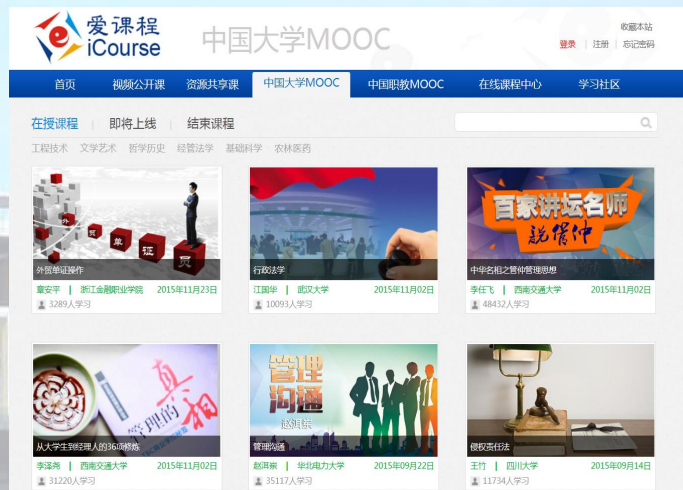 爱课程
iCourse
中国大学MOOC
收藏本站
登录 | 注册 | 忘记密码
首页 视频公开课 资源共享课 中国大学MOOC 中国职教MOOC 在线课程中心 学习社区
在授课程 | 即将上线 | 结束课程
工程技术 文学艺术 哲学历史 经管法学 基础科学 农林医药
外 贸 单 证 员
百家讲坛名师
说管仲
外贸单证操作
行政法学
中华名相之管仲管理思想
章安平 | 浙江金融职业学院 2015年11月23日
江国华 | 武汉大学 2015年11月02日
李任飞 | 西南交通大学 2015年11月02日
3289人学习
10093人学习
48432人学习
管理的
真相
管理
沟通
赵洱岽
从大学生到经理人的36项修炼
管理沟通
侵权责任法
李泽尧 | 西南交通大学 2015年11月02日
赵洱岽 | 华北电力大学 2015年09月22日
王竹 | 四川大学 2015年09月14日
31220人学习
35117人学习
11734人学习